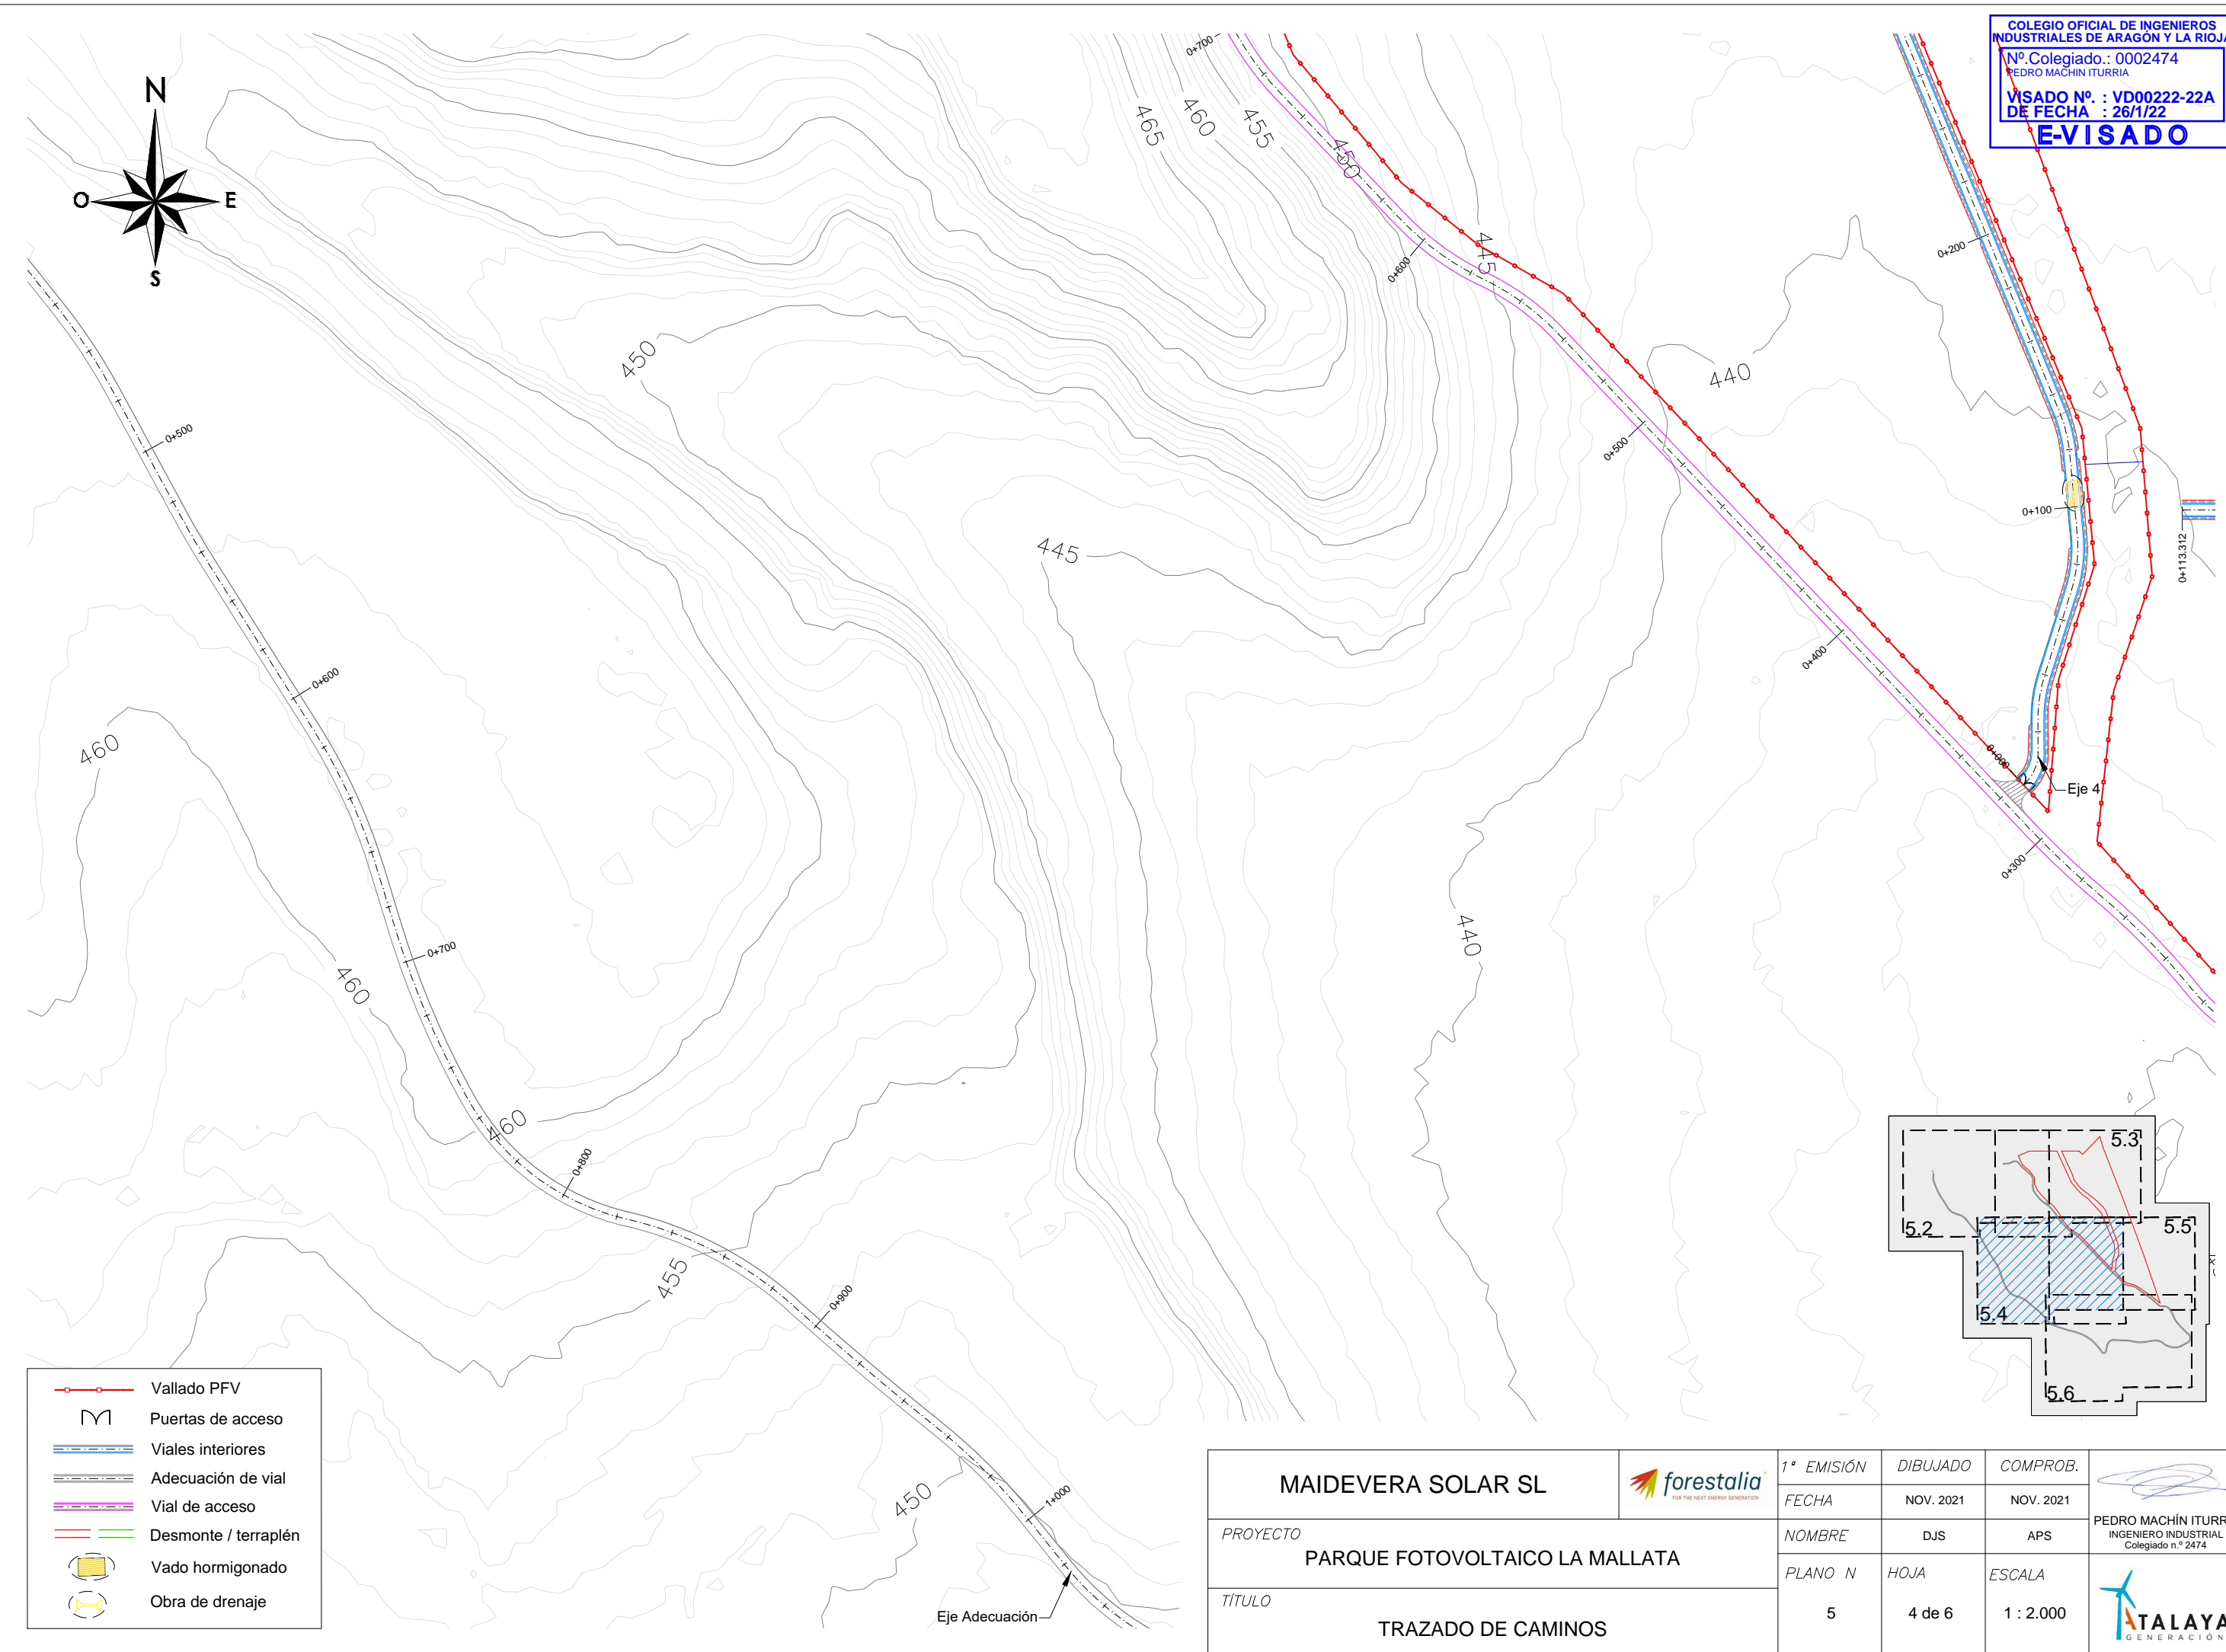 COLEGIO OFICIAL DE INGENIEROS
INDUSTRIALES DE ARAGÓN Y LA RIOJA
Nº.Colegiado.: 0002474
PEDRO MACHIN ITURRIA
VISADO Nº. : VD00222-22A
DE FECHA : 26/1/22
E-VISADO
N
O
E
S
0+700
465
460
455
450
445
0+600
0+200
450
440
0+500
0+500
445
0+100
0+113.312
0+400
0+600
460
0+000
Eje 4
0+300
0+700
460
440
460
0+800
455
0+900
450
1+000
Eje Adecuación
5.3
5.2
5.5
5.4
5.6
Vallado PFV
Puertas de acceso
Viales interiores
Adecuación de vial
Vial de acceso
Desmonte / terraplén
Vado hormigonado
Obra de drenaje
MAIDEVERA SOLAR SL
forestalia
FOR THE NEXT ENERGY GENERATION
PROYECTO
PARQUE FOTOVOLTAICO LA MALLATA
TÍTULO
TRAZADO DE CAMINOS
1ª EMISIÓN DIBUJADO COMPROB.
FECHA NOV. 2021 NOV. 2021
NOMBRE DJS APS
PLANO N HOJA ESCALA
5 4 de 6 1 : 2.000
PEDRO MACHÍN ITURR
INGENIERO INDUSTRIAL
Colegiado n.º 2474
ATALAYA
GENERACIÓN